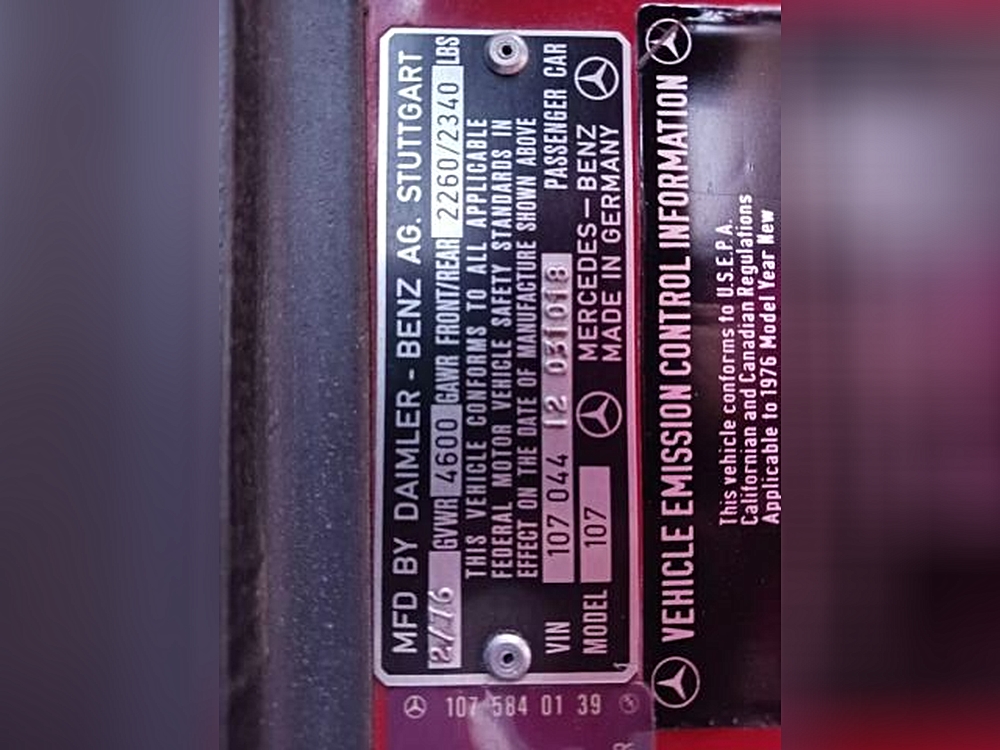 MFD BY DAIMLER - BENZ AG. STUTTGART
2/76 GVWR 4600 GAWR FRONT/REAR 2260/2340 LBS
THIS VEHICLE CONFORMS TO ALL APPLICABLE
FEDERAL MOTOR VEHICLE SAFETY STANDARDS IN
EFFECT ON THE DATE OF MANUFACTURE SHOWN ABOVE
VIN 107 044 12 031018 PASSENGER CAR
MODEL 107 MERCEDES-BENZ
MADE IN GERMANY
107 584 01 39
VEHICLE EMISSION CONTROL INFORMATION
This vehicle conforms to U.S.E.P.A.
Californian and Canadian Regulations
Applicable to 1976 Model Year New